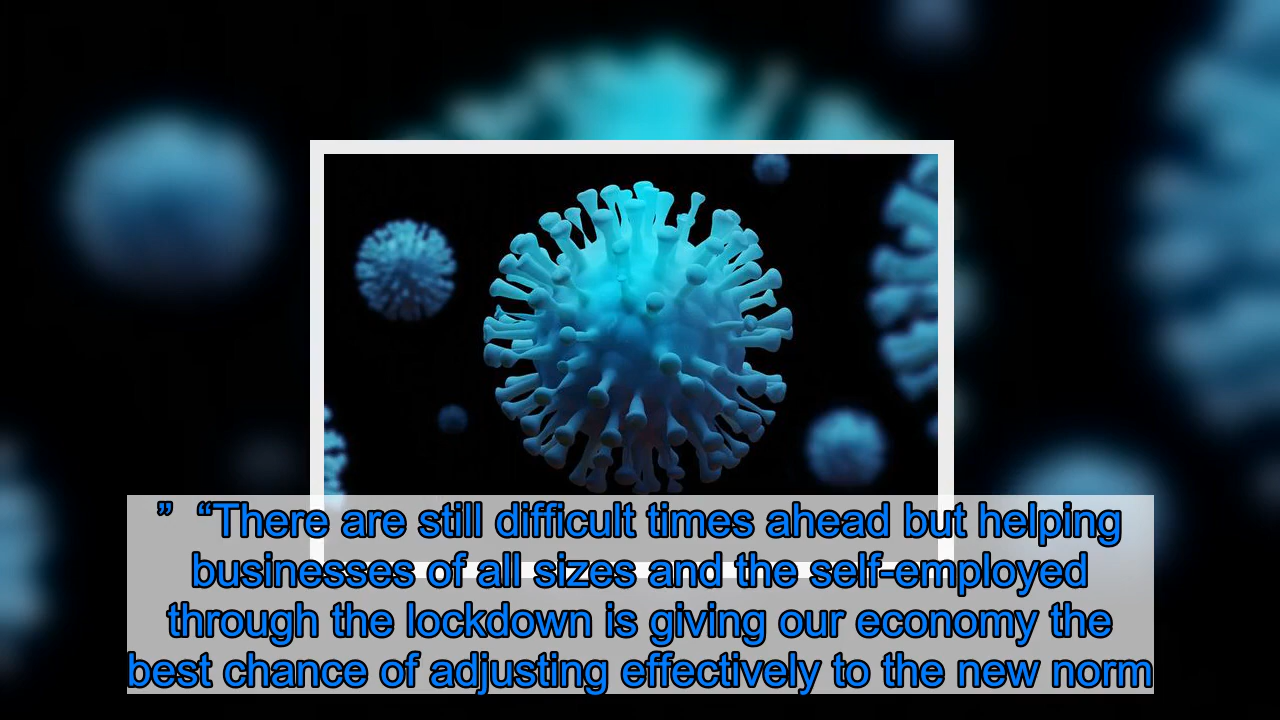 ” “There are still difficult times ahead but helping
businesses of all sizes and the self-employed
through the lockdown is giving our economy the
best chance of adjusting effectively to the new norm